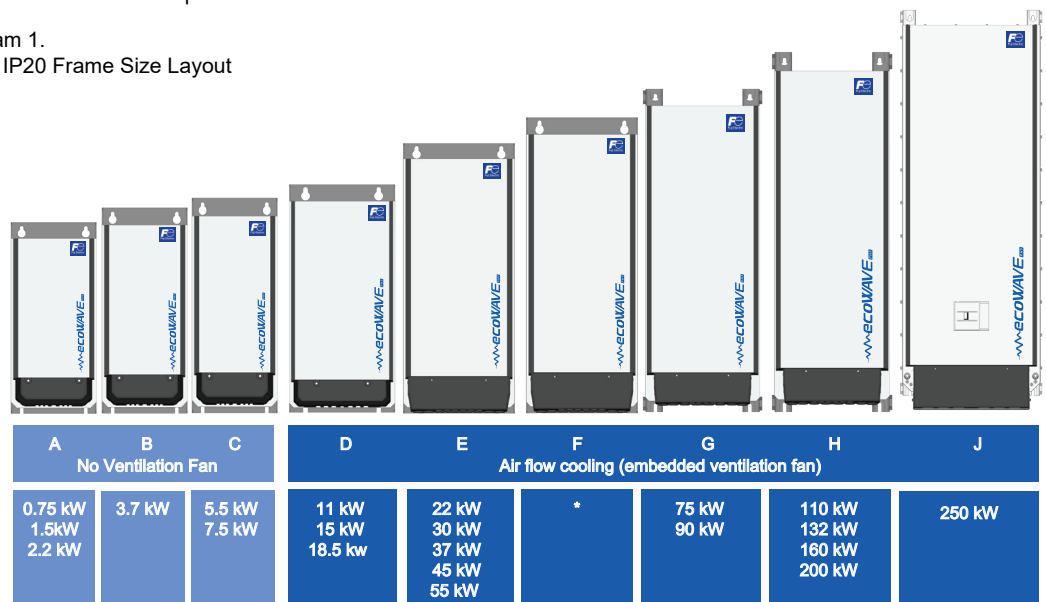 am 1.
IP20 Frame Size Layout
ecoWAVE
ecoWAVE
ecoWAVE
ecoWAVE
ecoWAVE
ecoWAVE
ecoWAVE
ecoWAVE
ecoWAVE
A B C D E F G H J
No Ventilation Fan Air flow cooling (embedded ventilation fan)
0.75 kW 3.7 kW 5.5 kW 11 kW 22 kW * 75 kW 110 kW 250 kW
1.5kW 7.5 kW 15 kW 30 kW 90 kW 132 kW
2.2 kW 18.5 kw 37 kW 160 kW
45 kW 200 kW
55 kW